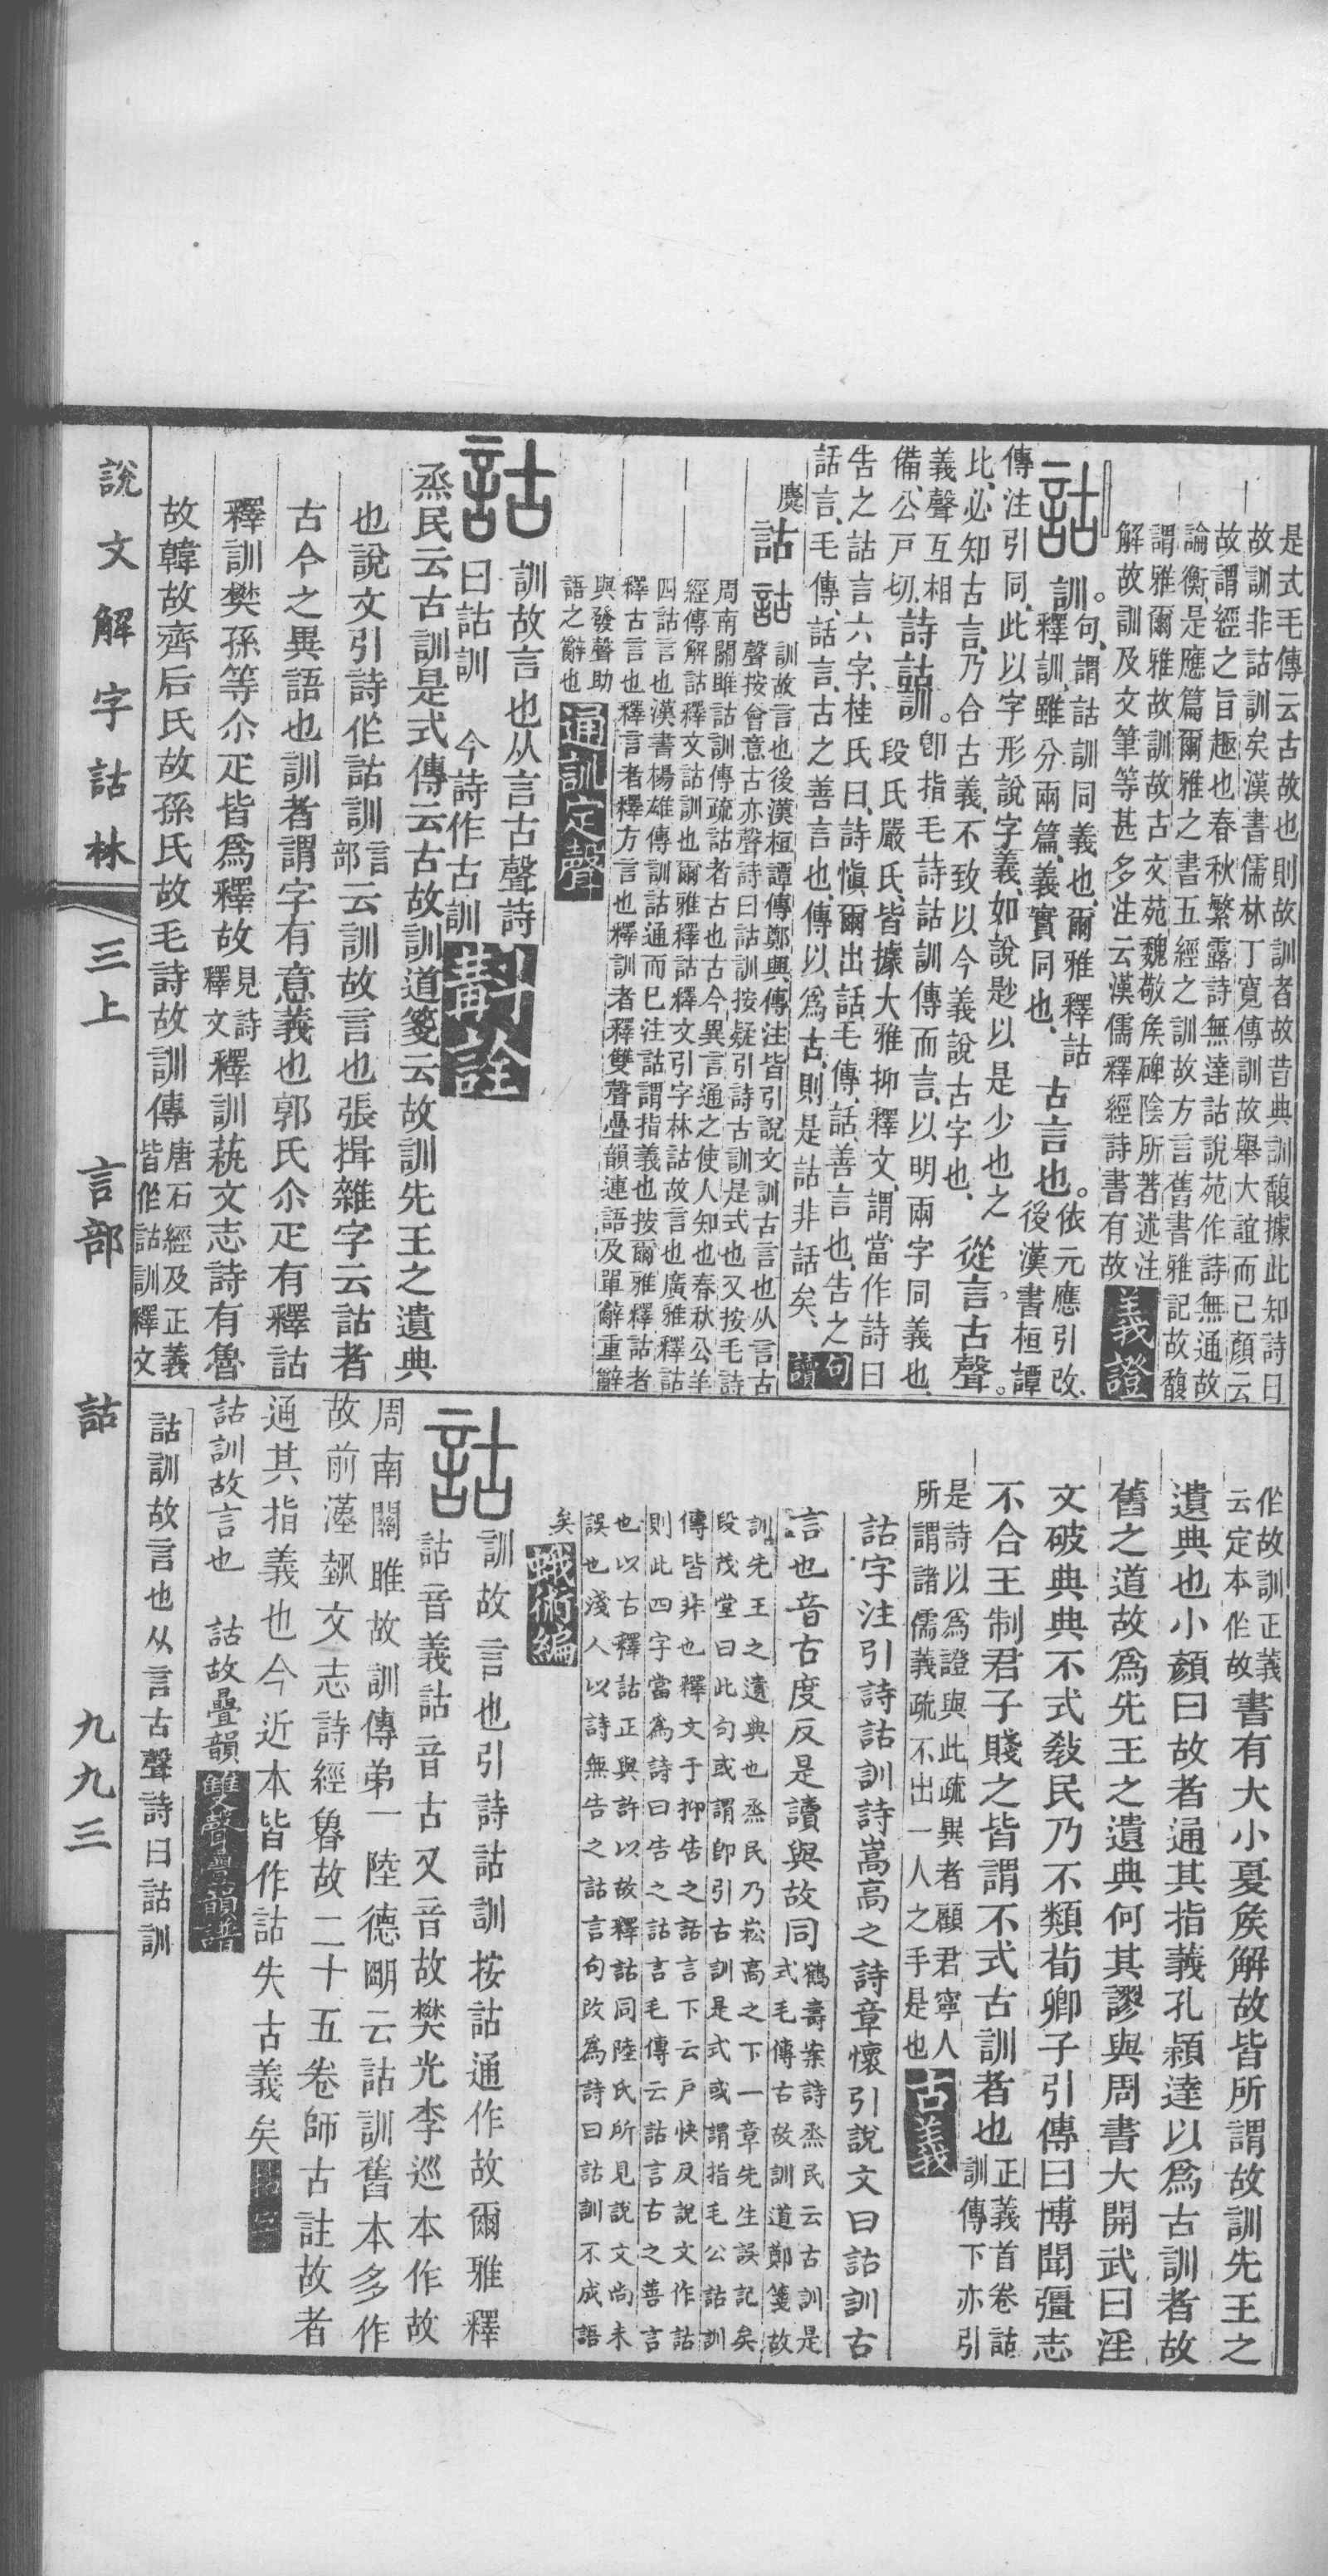 是式毛傳云古故也則故訓者故昔典訓馥據此知詩曰
故訓非詁訓矣漢書儒林丁寬傳訓故舉大誼而已顏云
故謂經之旨趣也春秋繁露詩無達詁說苑作詩無通故
論衡是應篇爾雅之書五經之訓故方言舊書雅記故馥
謂雅爾雅故訓故古文苑魏敬矦碑陰所著述注
解故訓及文筆等甚多注云漢儒釋經詩書有故
義證
詁 訓。句、謂詁訓同義也、爾雅釋詁
釋訓、雖分兩篇、義實同也、
古言也。依元應引改、
後漢書桓譚
傳注引同、此以字形說字義、如說尟以是少也之
比、必知古言、乃合古義、不致以今義說古字也、從言。古聲。
義聲互相
備、公戶切、詩詁訓。
卽指毛詩詁訓傳而言、以明兩字同義也、
段氏嚴氏、皆據大雅抑釋文、謂當作詩曰
告之詁言六字、桂氏曰、詩愼爾出話、毛傳、話、善言也、告之
話言、毛傳、話言、古之善言也、傳以爲古、則是詁非話矣、
句讀
麌 詁 詁
訓故言也後漢桓譚傳鄭興傳注皆引說文訓古言也从言古
聲按會意古亦聲詩曰詁訓按疑引詩古訓是式也又按毛詩
周南關雎詁訓傳疏詁者古也古今異言通之使人知也春秋公羊
經傳解詁釋文詁訓也爾雅釋詁釋文引字林詁故言也廣雅釋詁
四詁言也漢書楊雄傳訓詁通而已注詁謂指義也按爾雅釋詁者
釋古言也釋言者釋方言也釋訓者釋雙聲疊韻連語及單辭重辭
與發聲助
語之辭也
通訓定聲
詁 訓故言也从言古聲詩
曰詁訓 今詩作古訓
斠詮
詁 烝民云古訓是式傳云古故訓道箋云故訓先王之遺典
也說文引詩作詁訓言部云訓故言也張揖雜字云詁者
古今之異語也訓者謂字有意義也郭氏尒疋有釋詁
釋訓樊孫等尒疋皆爲釋故見詩釋文釋訓蓺文志詩有魯
故韓故齊后氏故孫氏故毛詩故訓傳唐石經及正義
皆作詁訓釋文
作故訓正義
云定本作故書有大小夏矦解故皆所謂故訓先王之
遺典也小顔曰故者通其指義孔穎達以爲古訓者故
舊之道故爲先王之遺典何其謬與周書大開武曰淫
文破典典不式敎民乃不類荀卿子引傳曰博聞彊志
不合王制君子賤之皆謂不式古訓者也正義首卷詁
訓傳下亦引
是詩以爲證與此疏異者顧君寧人
所謂諸儒義疏不出一人之手是也
古義
詁字注引詩詁訓詩嵩高之詩章懷引說文曰詁訓古
言也音古度反是讀與故同鶴壽案詩烝民云古訓是
式毛傳古故訓道鄭箋故
訓先王之遺典也烝民乃崧高之下一章先生誤記矣
段茂堂曰此句或謂卽引古訓是式或謂指毛公詁訓
傳皆非也釋文于抑告之話言下云戶快反說文作詁
則此四字當爲詩曰告之詁言毛傳云詁言古之善言
也以古釋詁正與許以故釋詁同陸氏所見說文尚未
誤也淺人以詩無告之詁言句改爲詩曰詁訓不成語
矣
蛾術編
詁 訓故言也引詩詁訓按詁通作故爾雅釋
詁音義詁音古又音故樊光李巡本作故
周南關雎故訓傳弟一陸德明云詁訓舊本多作
故前漢蓺文志詩經魯故二十五卷師古註故者
通其指義也今近本皆作詁失古義矣
詁訓故言也 詁故疊韻
雙聲疊韻譜
詁訓故言也从言古聲詩曰詁訓
說文解字詁林 三上 言部 詁 九九三